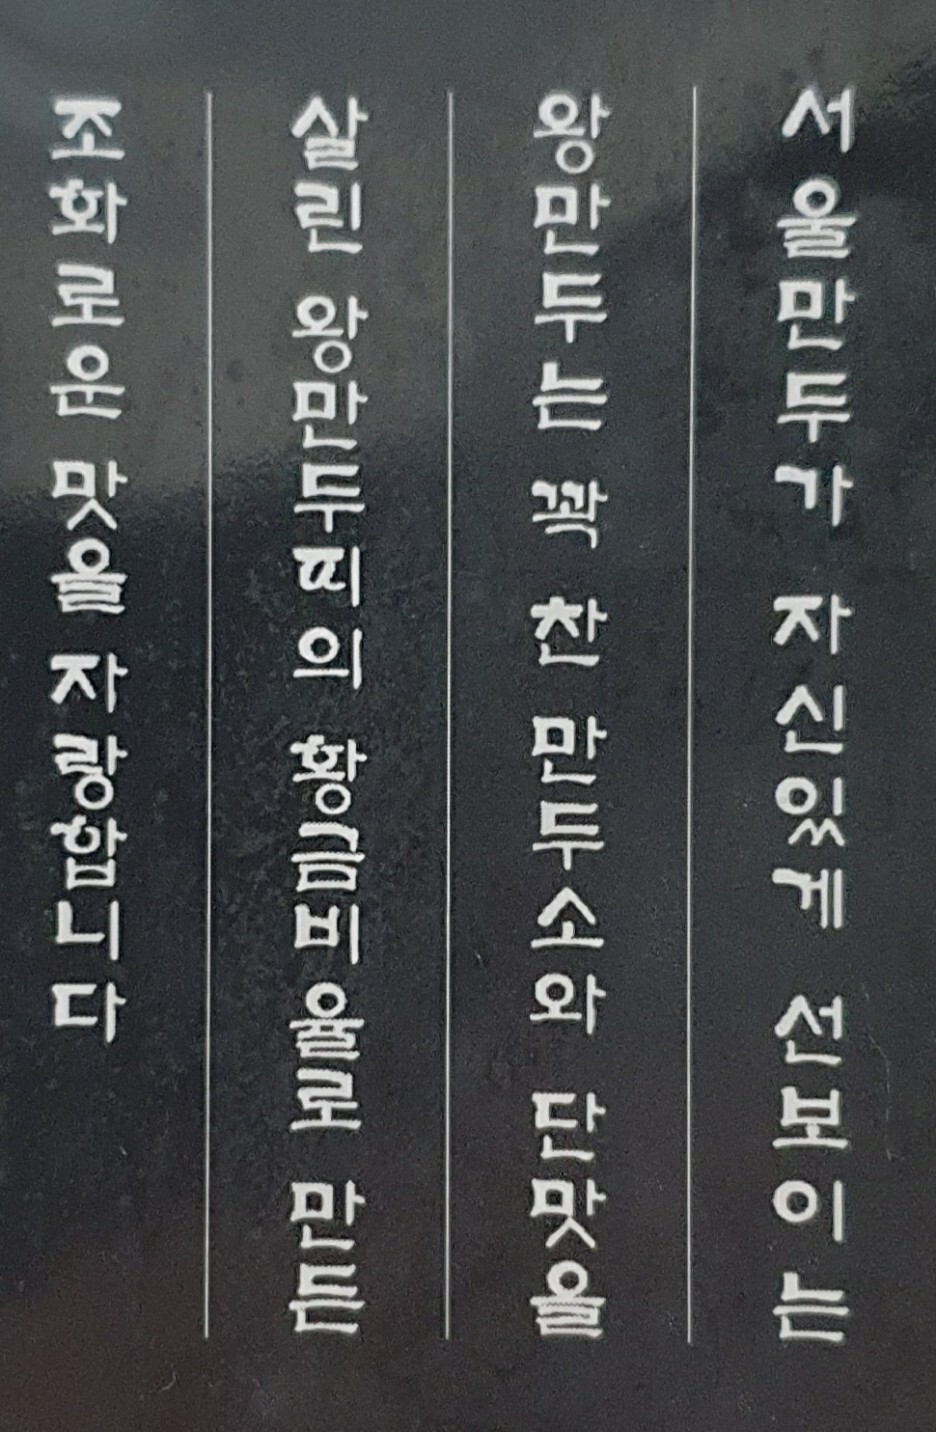 서울만두가 자신있게 선보이는
왕만두는 꽉 찬 만두소와 단맛을
살린 왕만두피의 황금비율로 만든
조화로운 맛을 자랑합니다